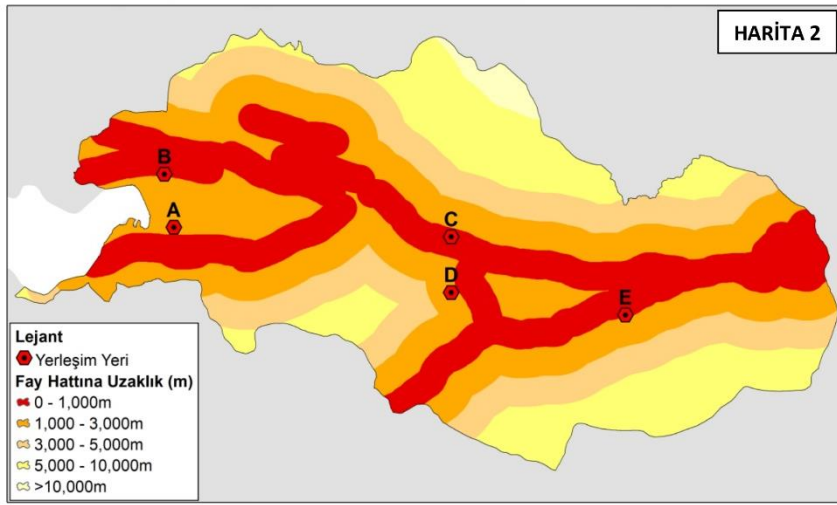 HARİTA 2
B
A
C
D
E
Lejant
Yerleşim Yeri
Fay Hattına Uzaklık (m)
0 - 1,000m
1,000 - 3,000m
3,000 - 5,000m
5,000 - 10,000m
>10,000m